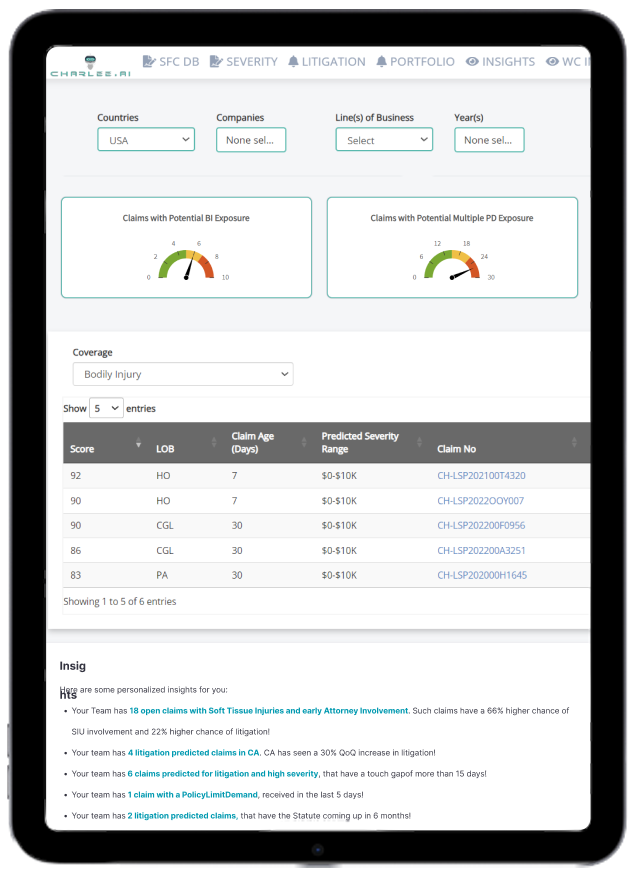 CHARLEE.AI
SFC DB SEVERITY LITIGATION PORTFOLIO INSIGHTS WC
Countries Companies Line(s) of Business Year(s)
USA None sel... Select None sel...
Claims with Potential BI Exposure
0 2 4 6 8 10
Claims with Potential Multiple PD Exposure
0 6 12 18 24 30
Coverage
Bodily Injury
Show 5 entries
Score LOB Claim Age (Days) Predicted Severity Range Claim No
92 HO 7 $0-$10K CH-LSP202100T4320
90 HO 7 $0-$10K CH-LSP2022OOY007
90 CGL 30 $0-$10K CH-LSP202200F0956
86 CGL 30 $0-$10K CH-LSP202200A3251
83 PA 30 $0-$10K CH-LSP202000H1645
Showing 1 to 5 of 6 entries
Insig
hts
Here are some personalized insights for you:
• Your Team has 18 open claims with Soft Tissue Injuries and early Attorney Involvement. Such claims have a 66% higher chance of
SIU involvement and 22% higher chance of litigation!
• Your team has 4 litigation predicted claims in CA. CA has seen a 30% QoQ increase in litigation!
• Your team has 6 claims predicted for litigation and high severity, that have a touch gapof more than 15 days!
• Your team has 1 claim with a PolicyLimitDemand, received in the last 5 days!
• Your team has 2 litigation predicted claims, that have the Statute coming up in 6 months!